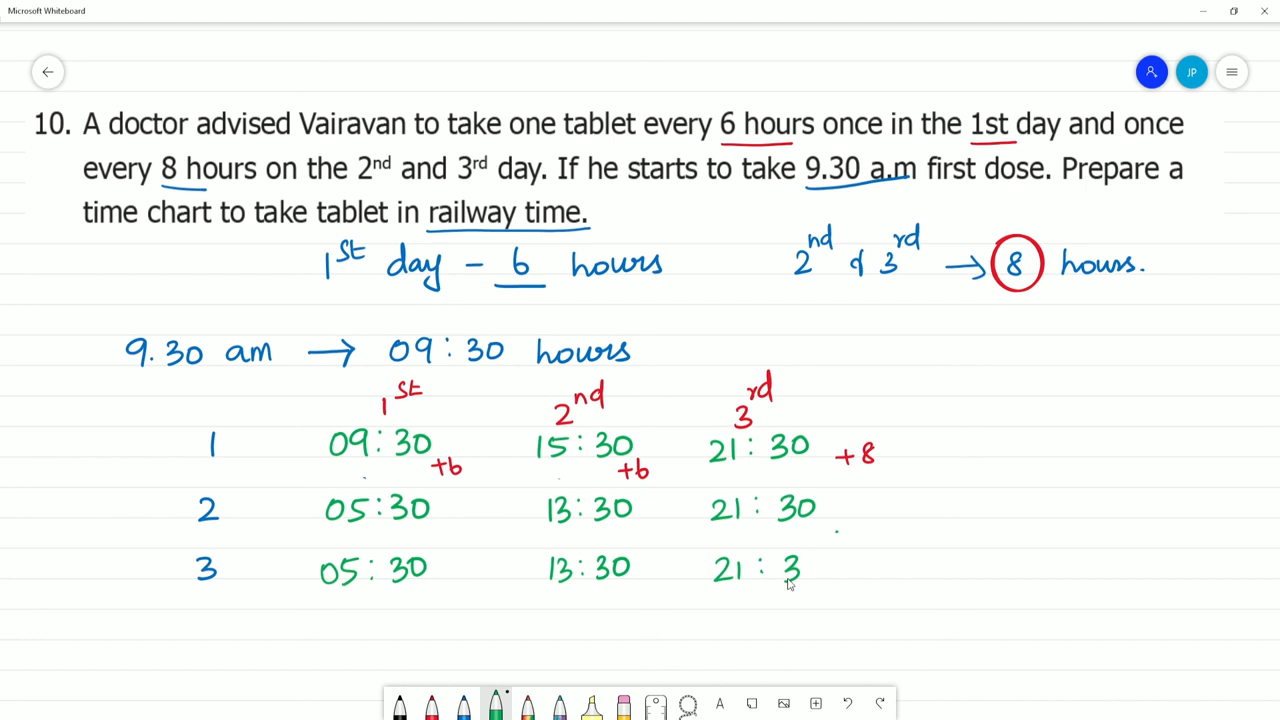 Microsoft Whiteboard
JP
10. A doctor advised Vairavan to take one tablet every 6 hours once in the 1st day and once
every 8 hours on the 2nd and 3rd day. If he starts to take 9.30 a.m first dose. Prepare a
time chart to take tablet in railway time.
1st day - 6 hours 2nd & 3rd → 8 hours.
9.30 am → 09:30 hours
1st 2nd 3rd
1 09:30 +6 15:30 +6 21:30 +8
2 05:30 13:30 21:30
3 05:30 13:30 21:3
A